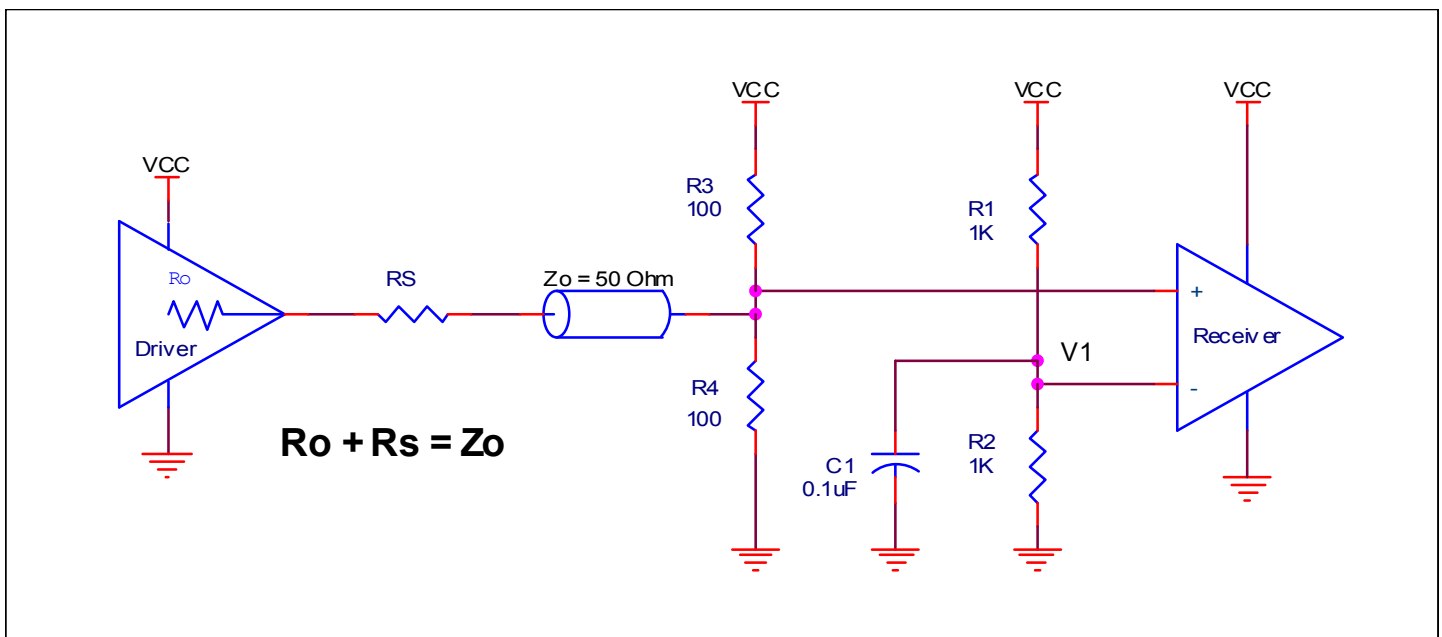 VCC
VCC
VCC
VCC
R3
100
R1
1K
Ro
RS
Zo = 50 Ohm
+
Driver
Receiver
V1
R4
100
-
Ro + Rs = Zo
R2
1K
C1
0.1uF